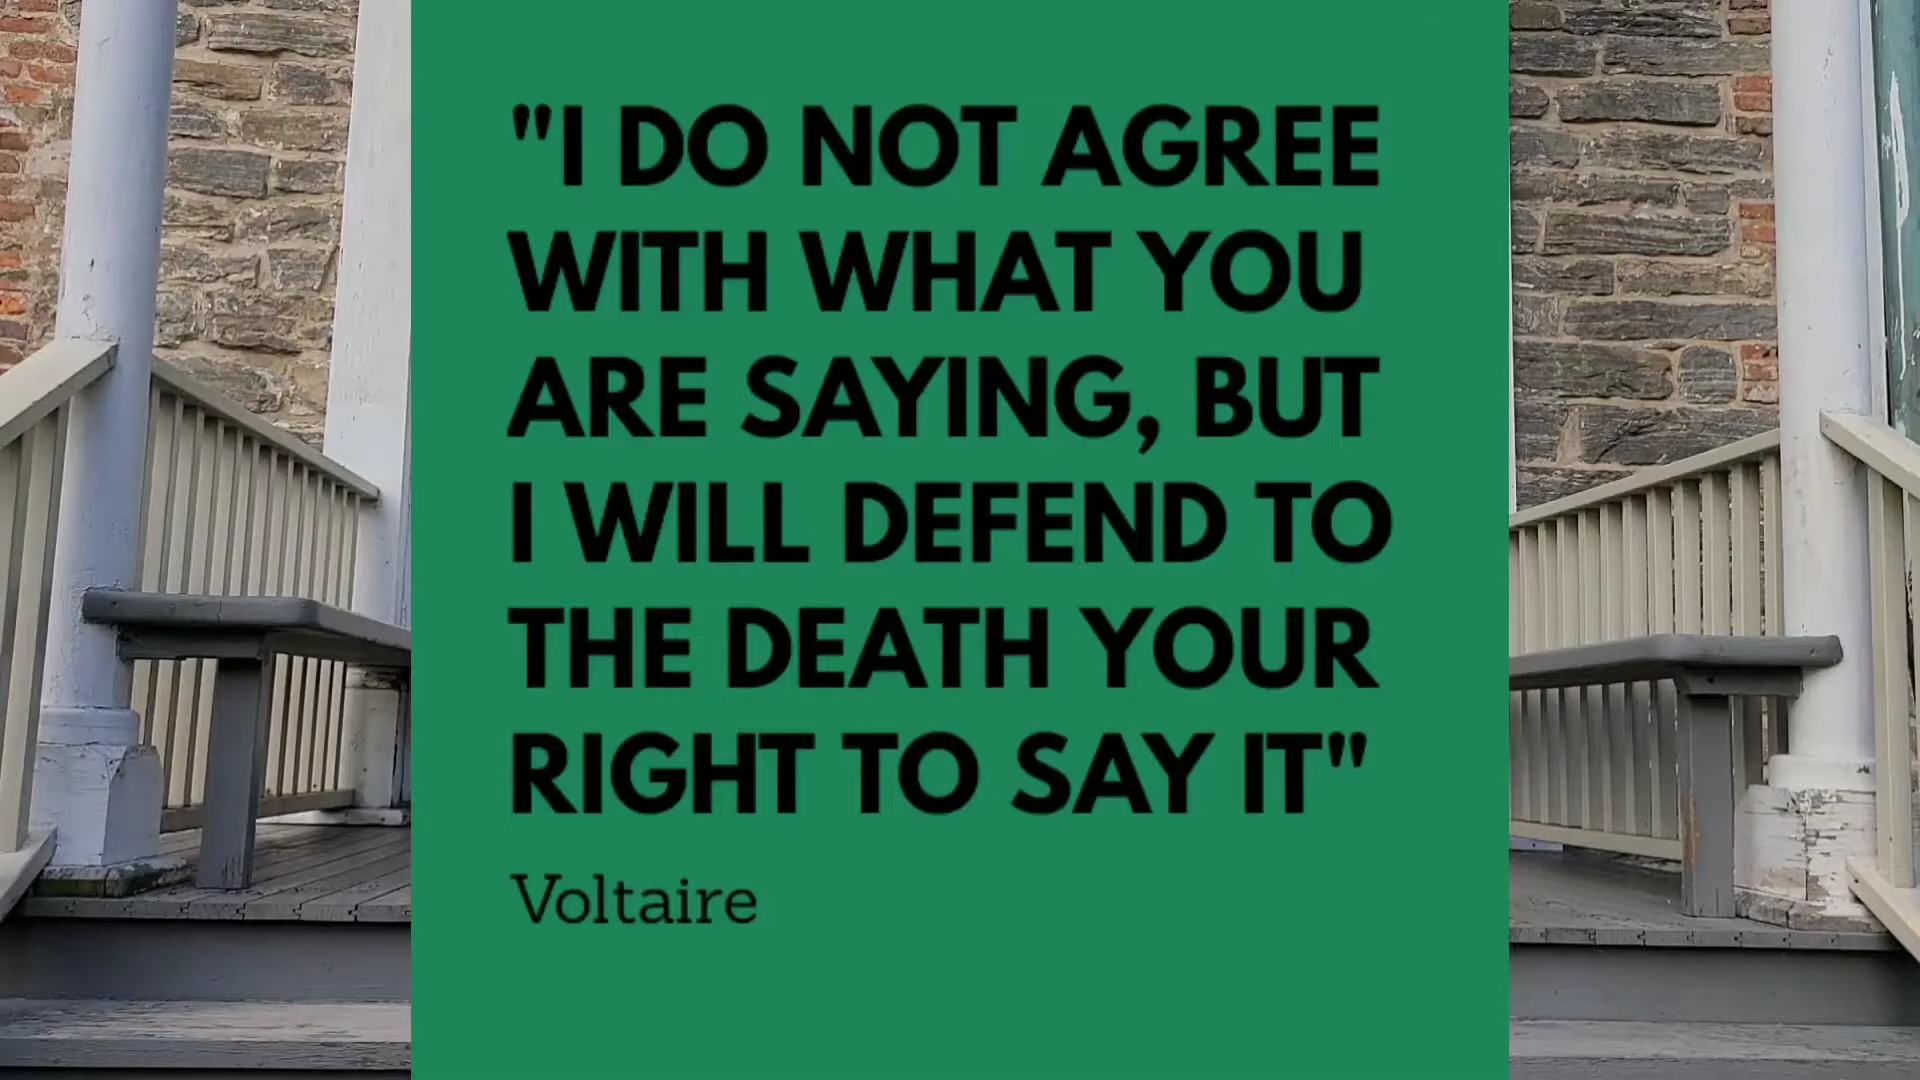 "I DO NOT AGREE
WITH WHAT YOU
ARE SAYING, BUT
I WILL DEFEND TO
THE DEATH YOUR
RIGHT TO SAY IT"
Voltaire